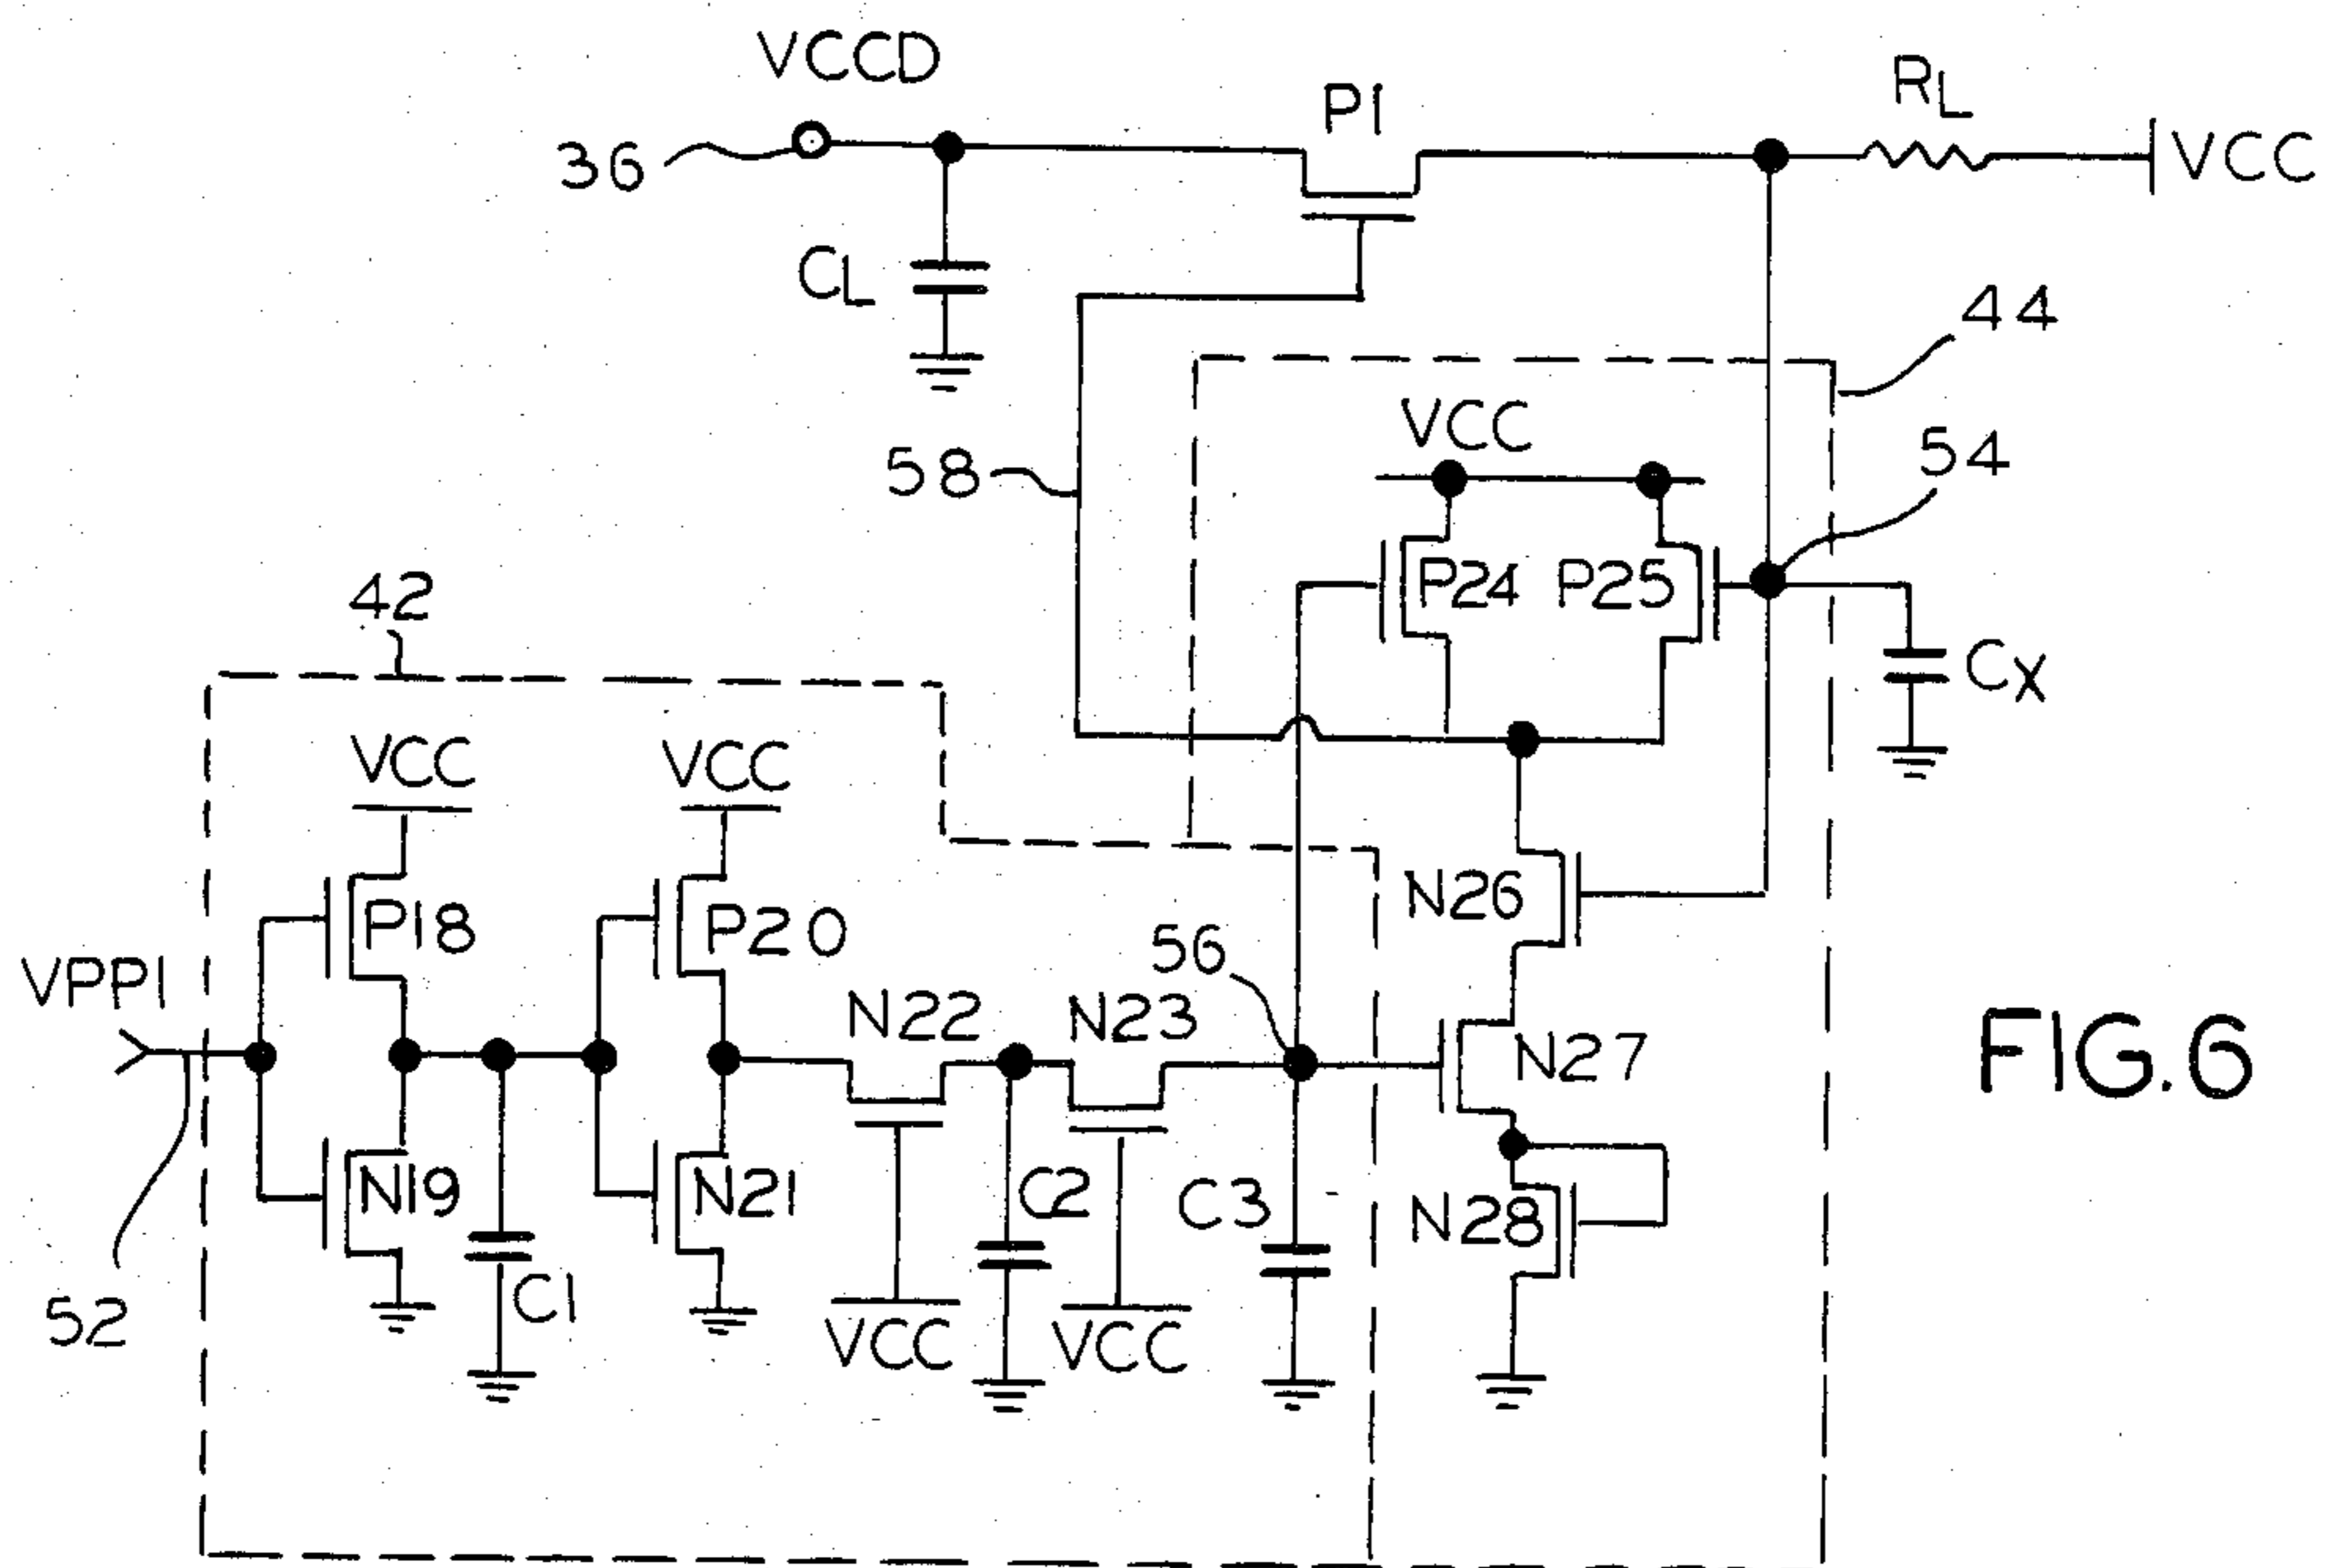 VCCD
P1
RL
36
VCC
CL
44
VCC
54
58
P24
P25
42
CX
VCC
VCC
N26
P18
P20
56
VPP1
N22
N23
N27
FIG.6
N19
N21
C2
C3
N28
C1
52
VCC
VCC